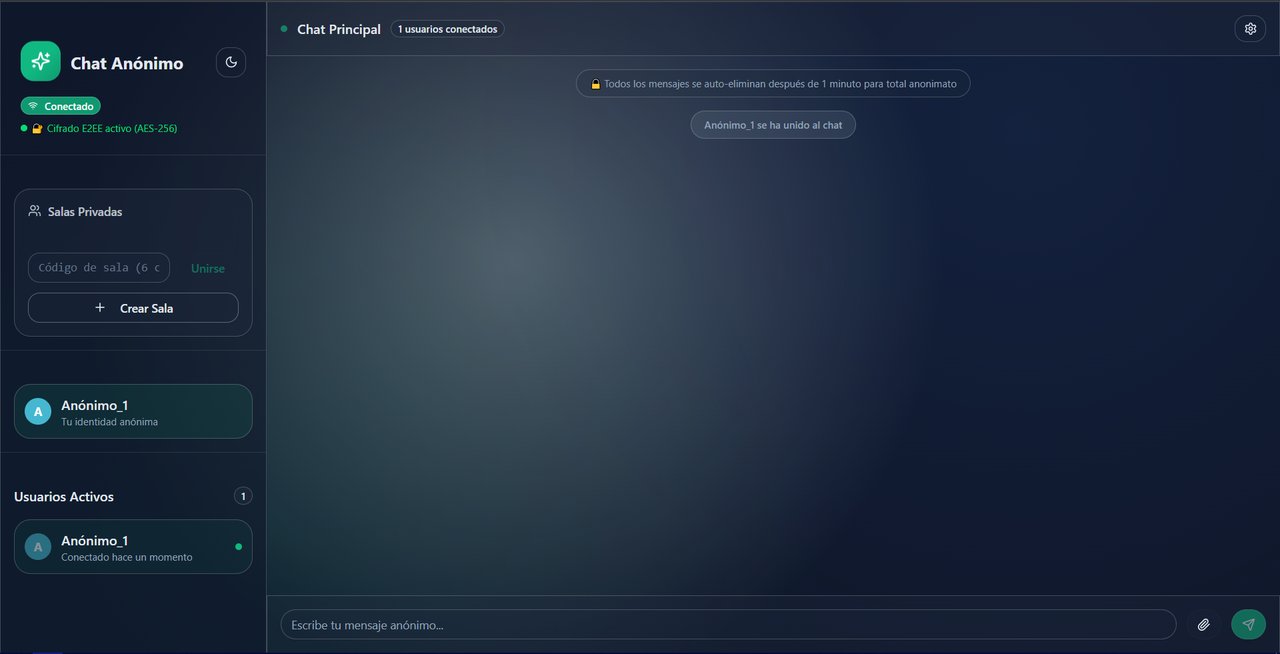 Chat Anónimo
Conectado
Cifrado E2EE activo (AES-256)
Salas Privadas
Código de sala (6 c
Unirse
+ Crear Sala
A
Anónimo_1
Tu identidad anónima
Usuarios Activos
1
A
Anónimo_1
Conectado hace un momento
Chat Principal
1 usuarios conectados
Todos los mensajes se auto-eliminan después de 1 minuto para total anonimato
Anónimo_1 se ha unido al chat
Escribe tu mensaje anónimo...